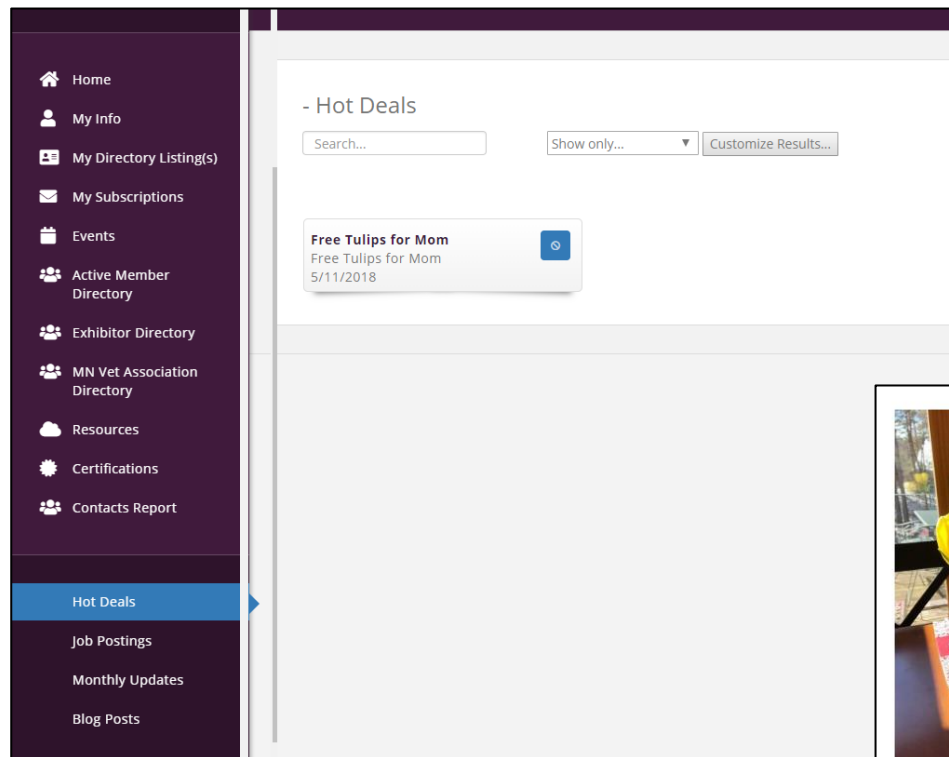 Home
My Info
My Directory Listing(s)
My Subscriptions
Events
Active Member
Directory
Exhibitor Directory
MN Vet Association
Directory
Resources
Certifications
Contacts Report
Hot Deals
Job Postings
Monthly Updates
Blog Posts
- Hot Deals
Search...
Show only...
Customize Results...
Free Tulips for Mom
Free Tulips for Mom
5/11/2018